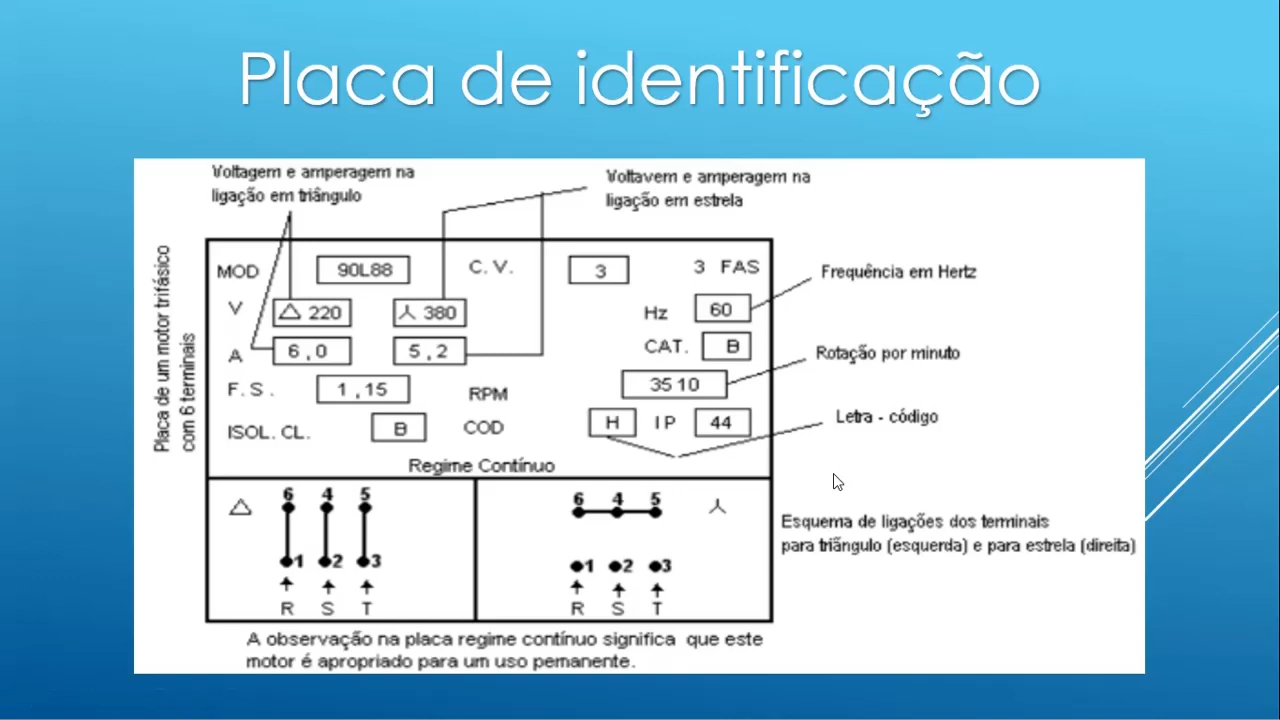 Placa de identificação
Voltagem e amperagem na
ligação em triângulo
Voltavem e amperagem na
ligação em estrela
Placa de um motor trifásico
com 6 terminais
MOD 90L88 C. V. 3 3 FAS
Frequência em Hertz
V △ 220 ⅄ 380 Hz 60
A 6,0 5,2 CAT. B
Rotação por minuto
F. S. 1,15 RPM 3510
Letra - código
ISOL. CL. B COD H IP 44
Regime Contínuo
6 4 5
1 2 3
R S T
6 4 5
1 2 3
R S T
Esquema de ligações dos terminais
para triângulo (esquerda) e para estrela (direita)
A observação na placa regime contínuo significa que este
motor é apropriado para um uso pemanente.